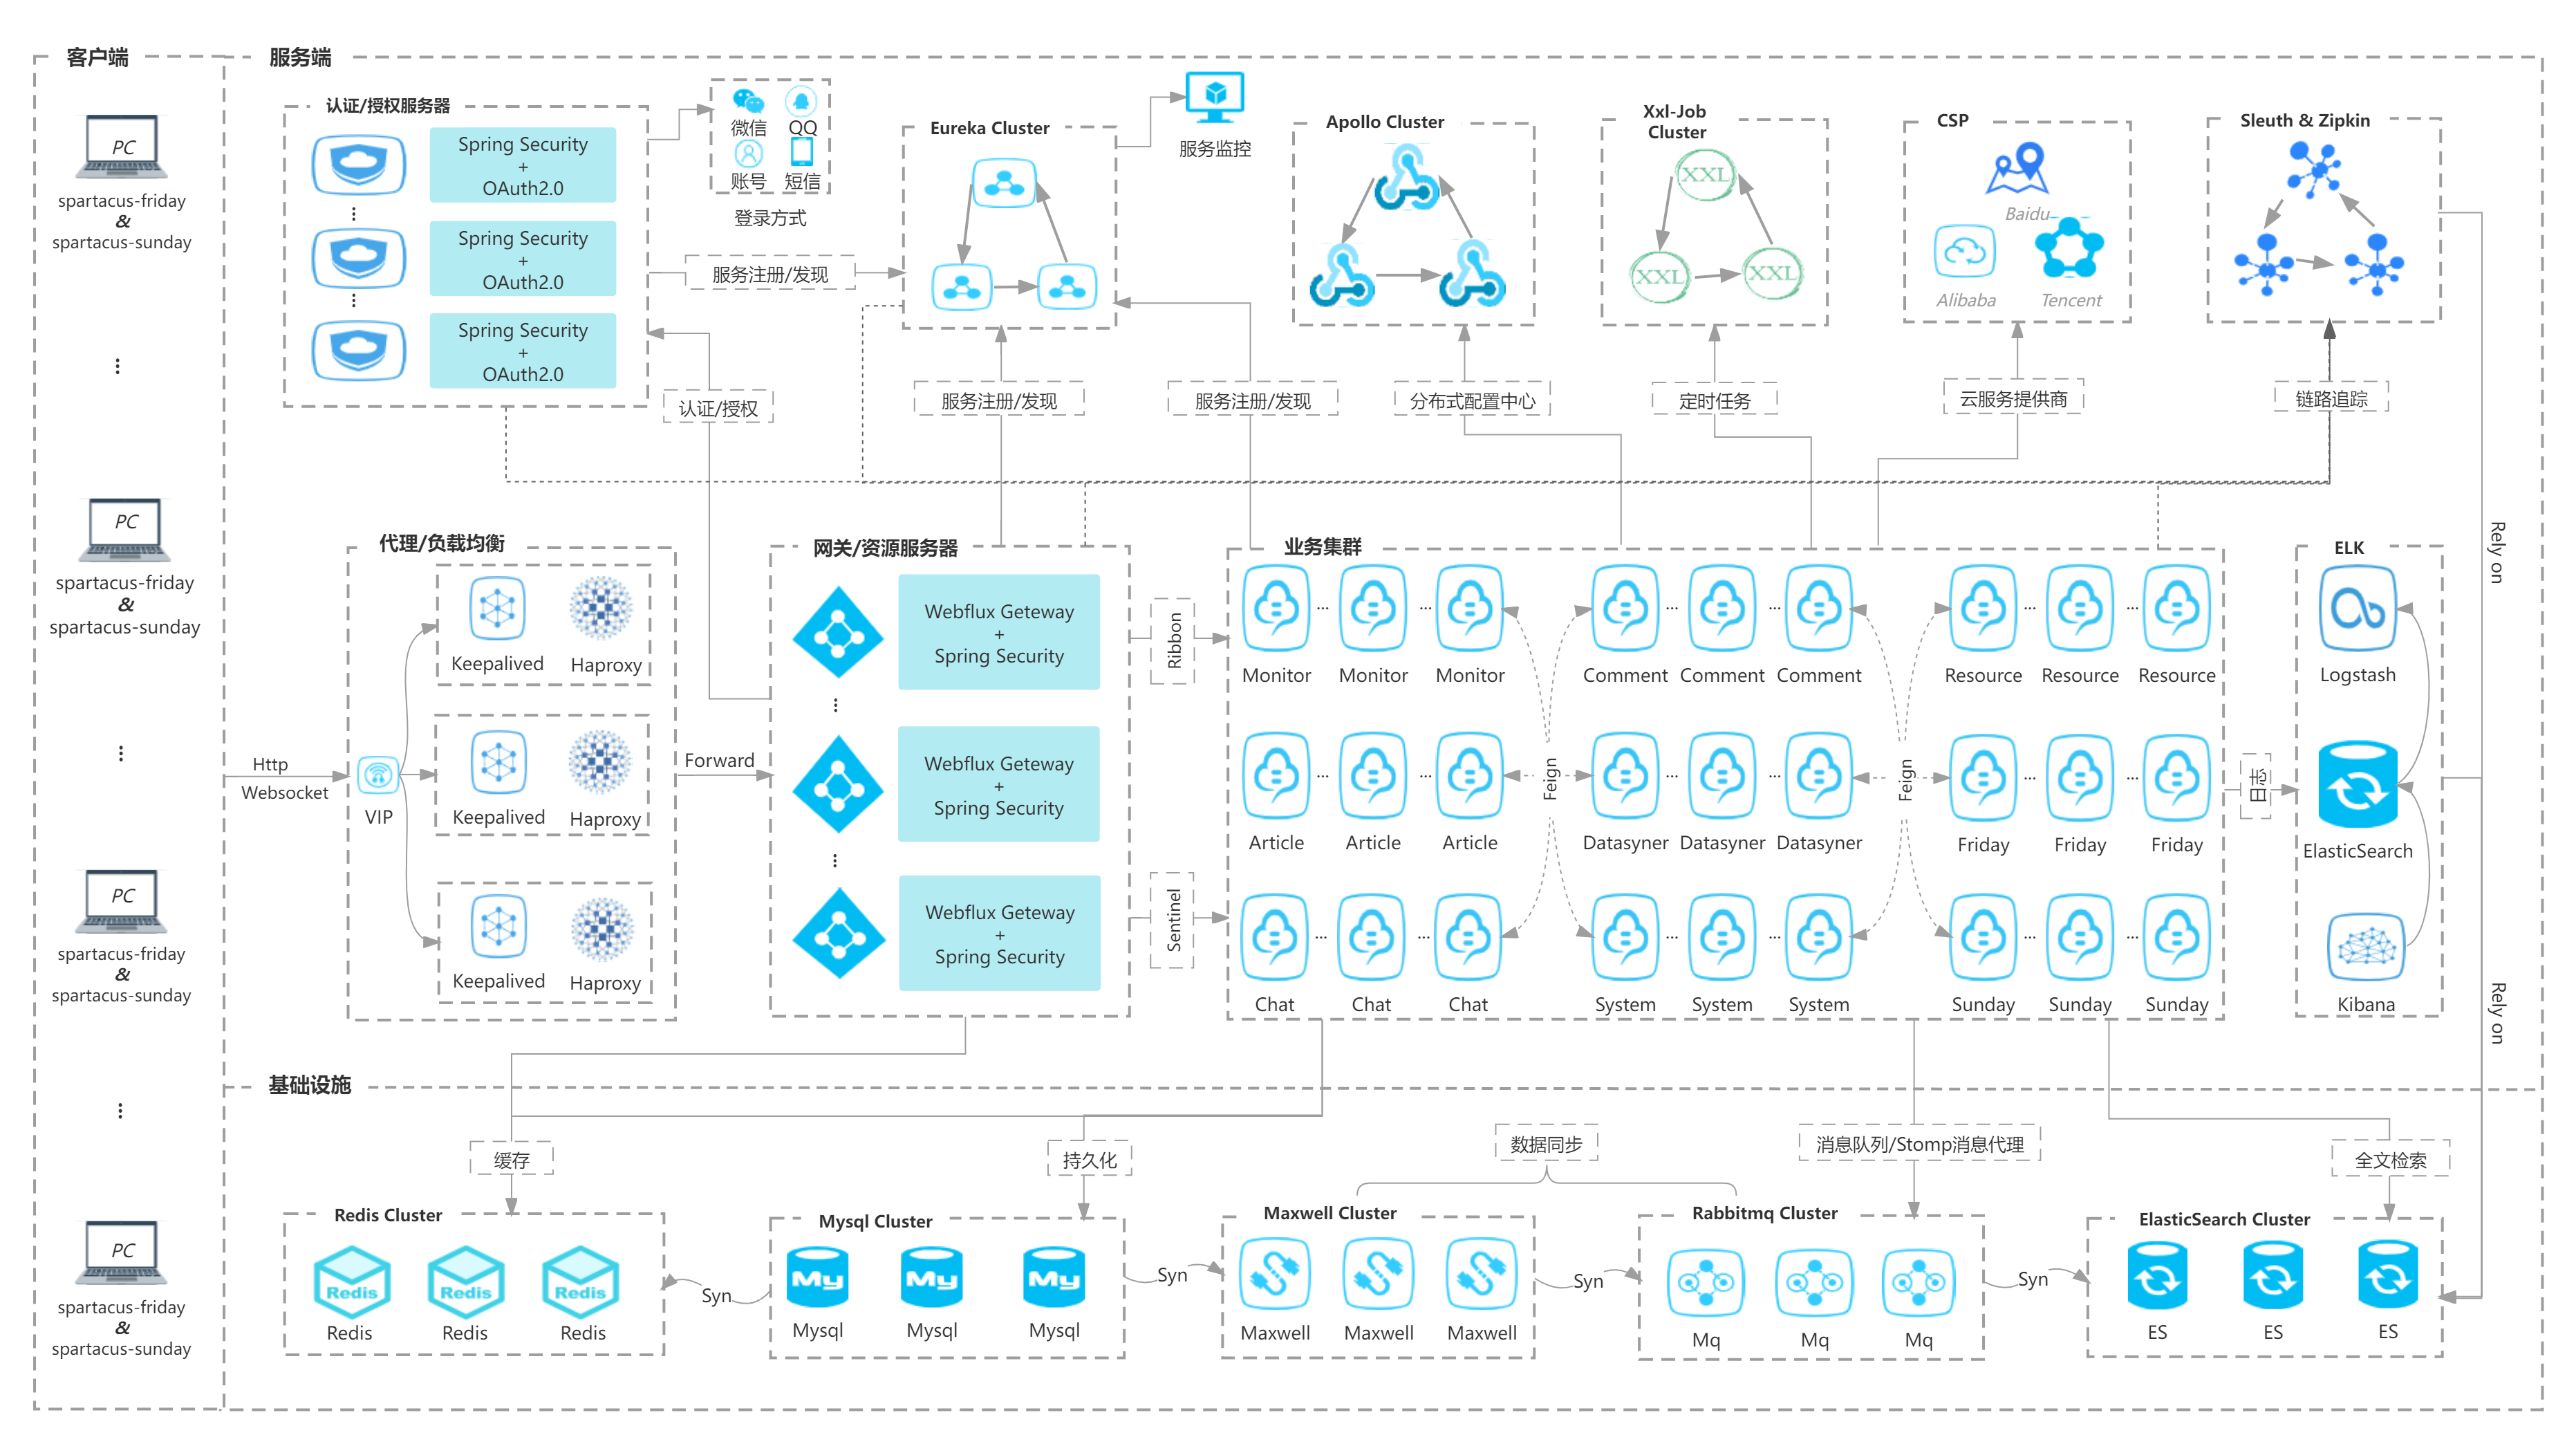 客户端
PC
spartacus-friday
&
spartacus-sunday
PC
spartacus-friday
&
spartacus-sunday
PC
spartacus-friday
&
spartacus-sunday
PC
spartacus-friday
&
spartacus-sunday
服务端
认证/授权服务器
Spring Security
+
OAuth2.0
Spring Security
+
OAuth2.0
Spring Security
+
OAuth2.0
微信
QQ
账号
短信
登录方式
服务注册/发现
认证/授权
Eureka Cluster
服务监控
服务注册/发现
服务注册/发现
Apollo Cluster
分布式配置中心
Xxl-Job
Cluster
XXL
XXL
XXL
定时任务
CSP
Baidu
Alibaba
Tencent
云服务提供商
Sleuth & Zipkin
链路追踪
Rely on
Rely on
Http
Websocket
代理/负载均衡
VIP
Keepalived
Haproxy
Keepalived
Haproxy
Keepalived
Haproxy
Forward
网关/资源服务器
Webflux Geteway
+
Spring Security
Webflux Geteway
+
Spring Security
Webflux Geteway
+
Spring Security
Ribbon
Sentinel
业务集群
Monitor ... Monitor ... Monitor
Comment ... Comment ... Comment
Resource ... Resource ... Resource
Article ... Article ... Article
Feign
Datasyner ... Datasyner ... Datasyner
Feign
Friday ... Friday ... Friday
Chat ... Chat ... Chat
System ... System ... System
Sunday ... Sunday ... Sunday
日志
ELK
Logstash
ElasticSearch
Kibana
基础设施
缓存
持久化
数据同步
消息队列/Stomp消息代理
全文检索
Redis Cluster
Redis
Redis
Redis
Redis
Redis
Redis
Syn
Mysql Cluster
My
My
My
Mysql
Mysql
Mysql
Syn
Maxwell Cluster
Maxwell
Maxwell
Maxwell
Syn
Rabbitmq Cluster
Mq
Mq
Mq
Syn
ElasticSearch Cluster
ES
ES
ES